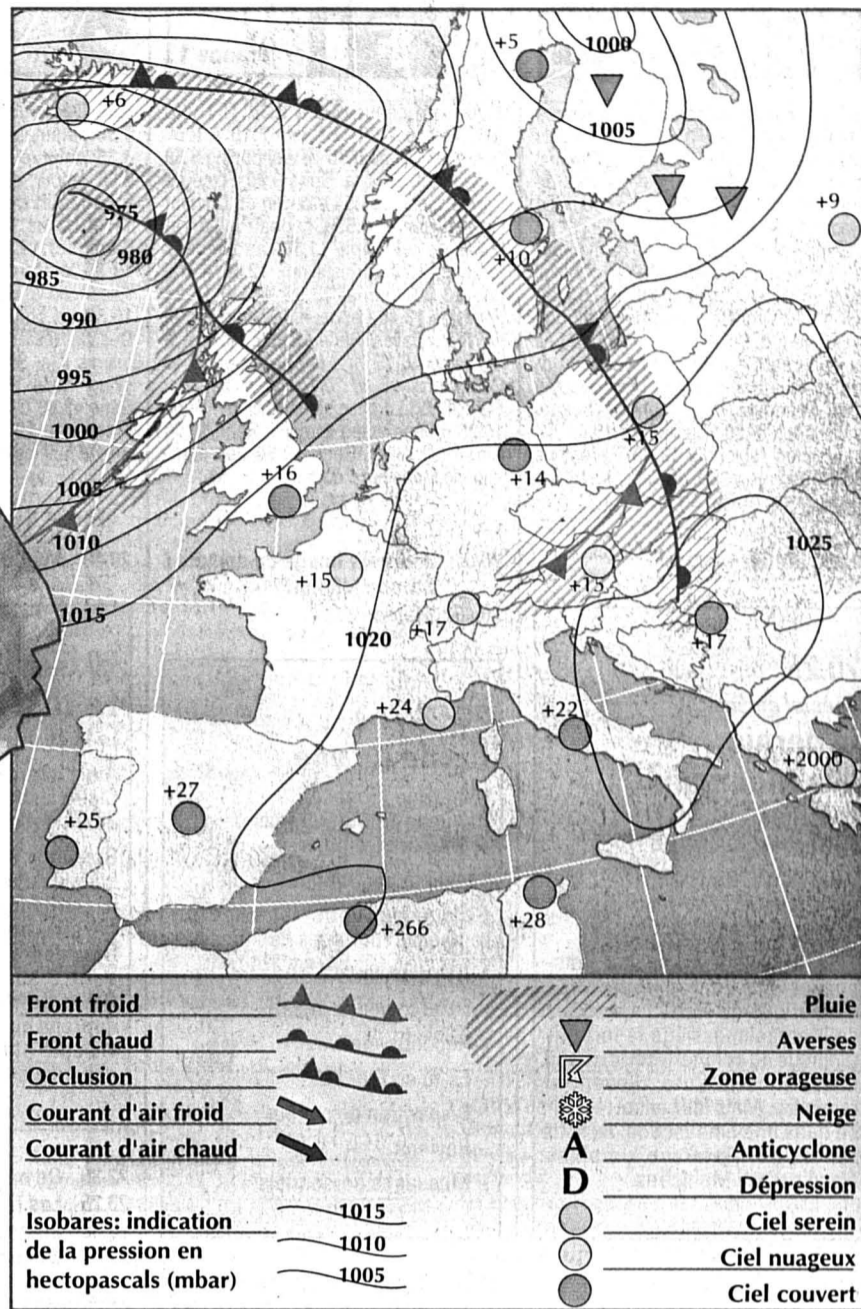 +5
1000
+6
1005
+9
975
+10
980
985
990
995
+15
1000
+14
+16
1005
1010
1025
+15
+15
1015
+17
1020
+17
+24
+22
+2000
+27
+25
+28
+266
Front froid
Front chaud
Occlusion
Courant d'air froid
Courant d'air chaud
Isobares: indication
de la pression en
hectopascals (mbar)
1015
1010
1005
Pluie
Averses
Zone orageuse
Neige
A Anticyclone
D Dépression
Ciel serein
Ciel nuageux
Ciel couvert